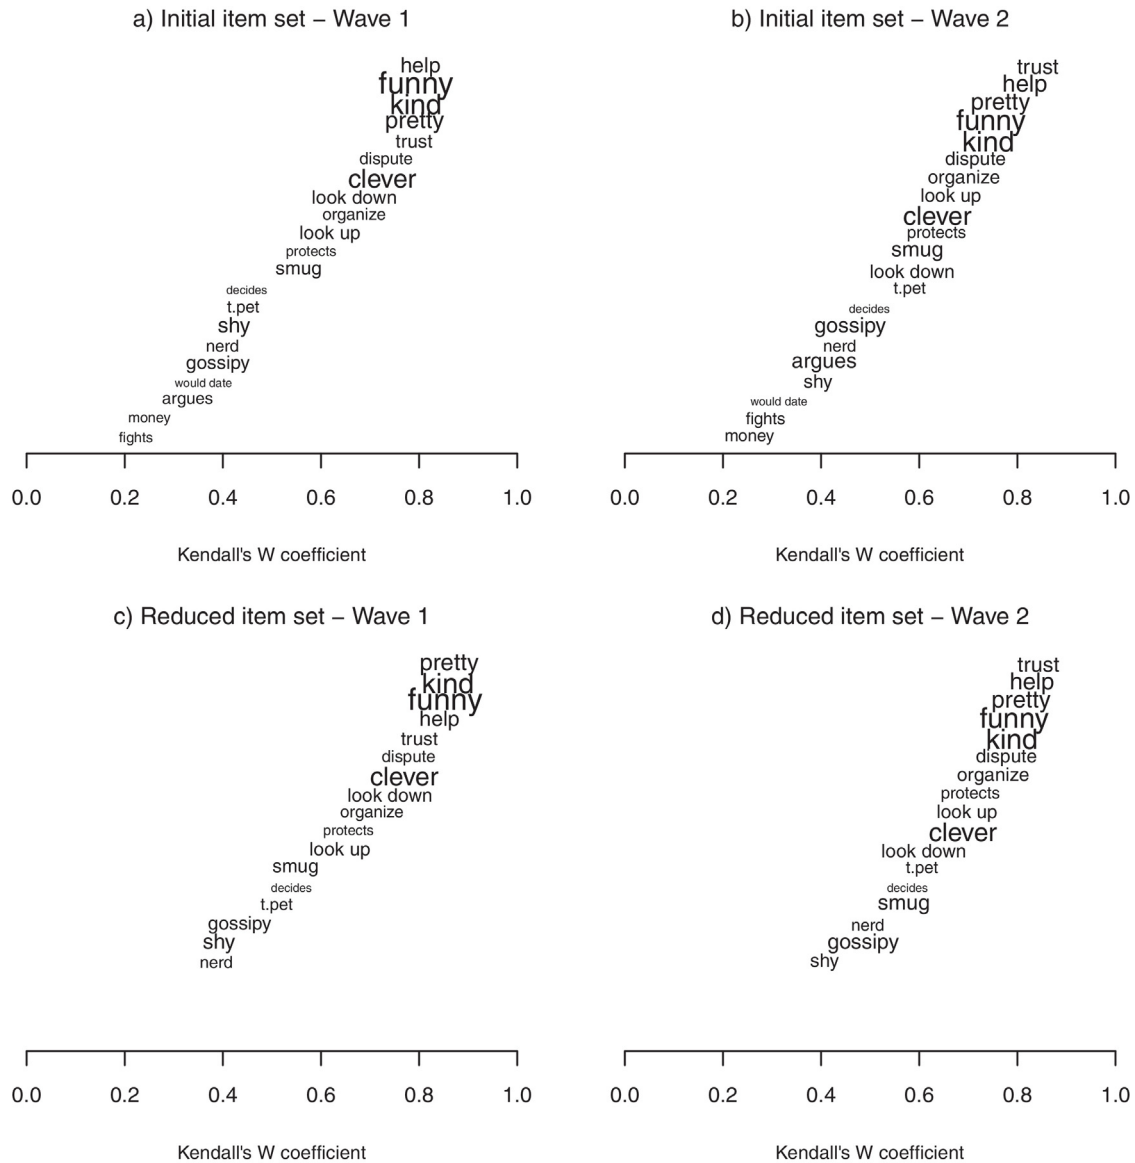 a) Initial item set – Wave 1
help
funny
kind
pretty
trust
dispute
clever
look down
organize
look up
protects
smug
decides
t.pet
shy
nerd
gossipy
would date
argues
money
fights
0.0 0.2 0.4 0.6 0.8 1.0
Kendall's W coefficient
b) Initial item set – Wave 2
trust
help
pretty
funny
kind
dispute
organize
look up
clever
protects
smug
look down
t.pet
decides
gossipy
nerd
argues
shy
would date
fights
money
0.0 0.2 0.4 0.6 0.8 1.0
Kendall's W coefficient
c) Reduced item set – Wave 1
pretty
kind
funny
help
trust
dispute
clever
look down
organize
protects
look up
smug
decides
t.pet
gossipy
shy
nerd
0.0 0.2 0.4 0.6 0.8 1.0
Kendall's W coefficient
d) Reduced item set – Wave 2
trust
help
pretty
funny
kind
dispute
organize
protects
look up
clever
look down
t.pet
decides
smug
nerd
gossipy
shy
0.0 0.2 0.4 0.6 0.8 1.0
Kendall's W coefficient